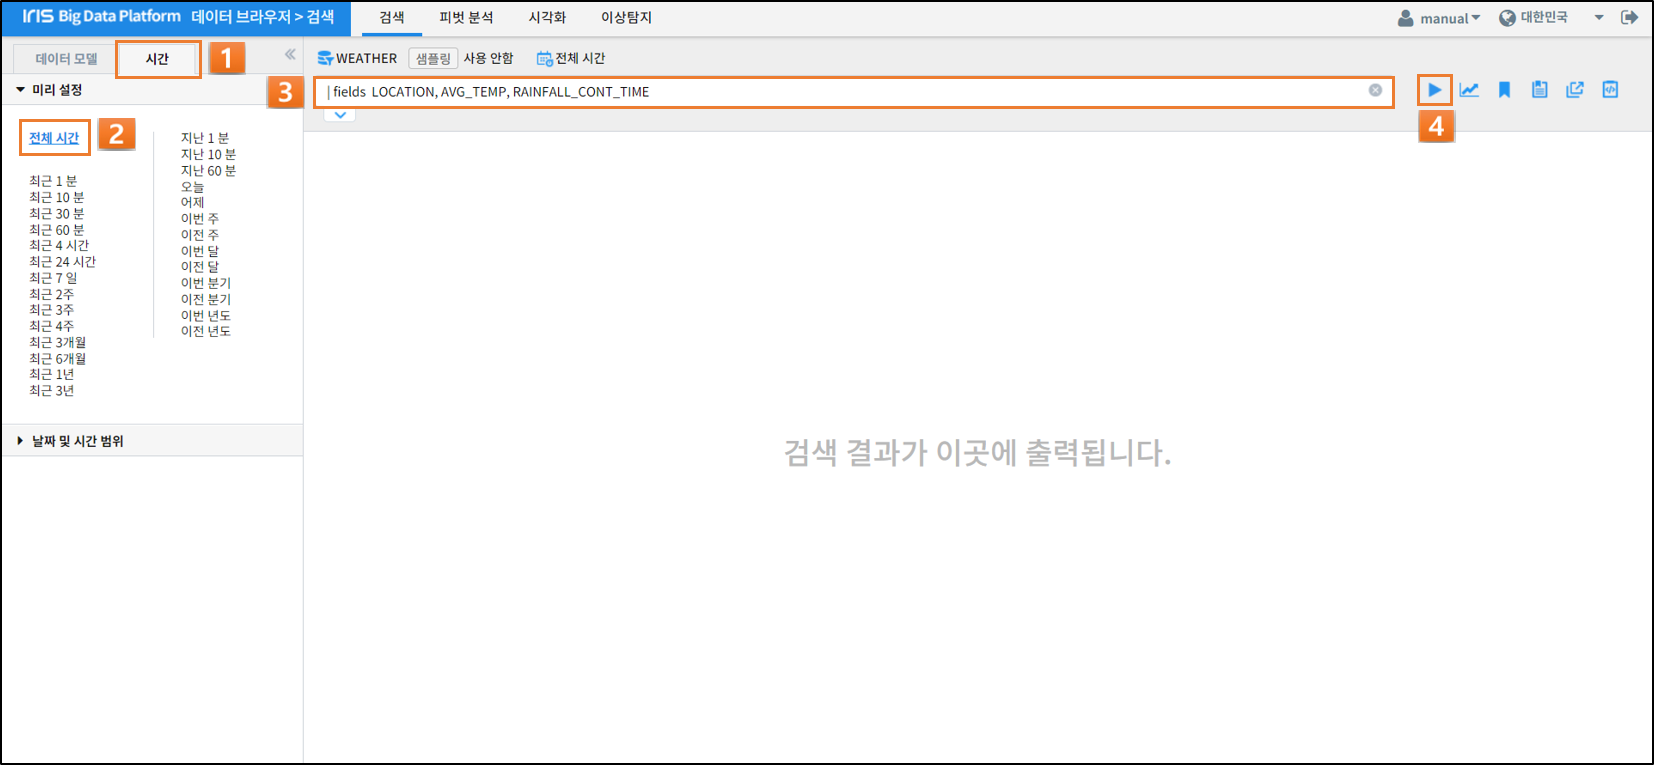 IRIS Big Data Platform 데이터 브라우저 > 검색
검색 피벗 분석 시각화 이상탐지
manual 대한민국
데이터 모델 시간 1
WEATHER 샘플링 사용 안함 전체 시간
미리 설정
3 | fields LOCATION, AVG_TEMP, RAINFALL_CONT_TIME
4
전체 시간 2
최근 1 분
최근 10 분
최근 30 분
최근 60 분
최근 4 시간
최근 24 시간
최근 7 일
최근 2주
최근 3주
최근 4주
최근 3개월
최근 6개월
최근 1년
최근 3년
지난 1 분
지난 10 분
지난 60 분
오늘
어제
이번 주
이전 주
이번 달
이전 달
이번 분기
이전 분기
이번 년도
이전 년도
날짜 및 시간 범위
검색 결과가 이곳에 출력됩니다.